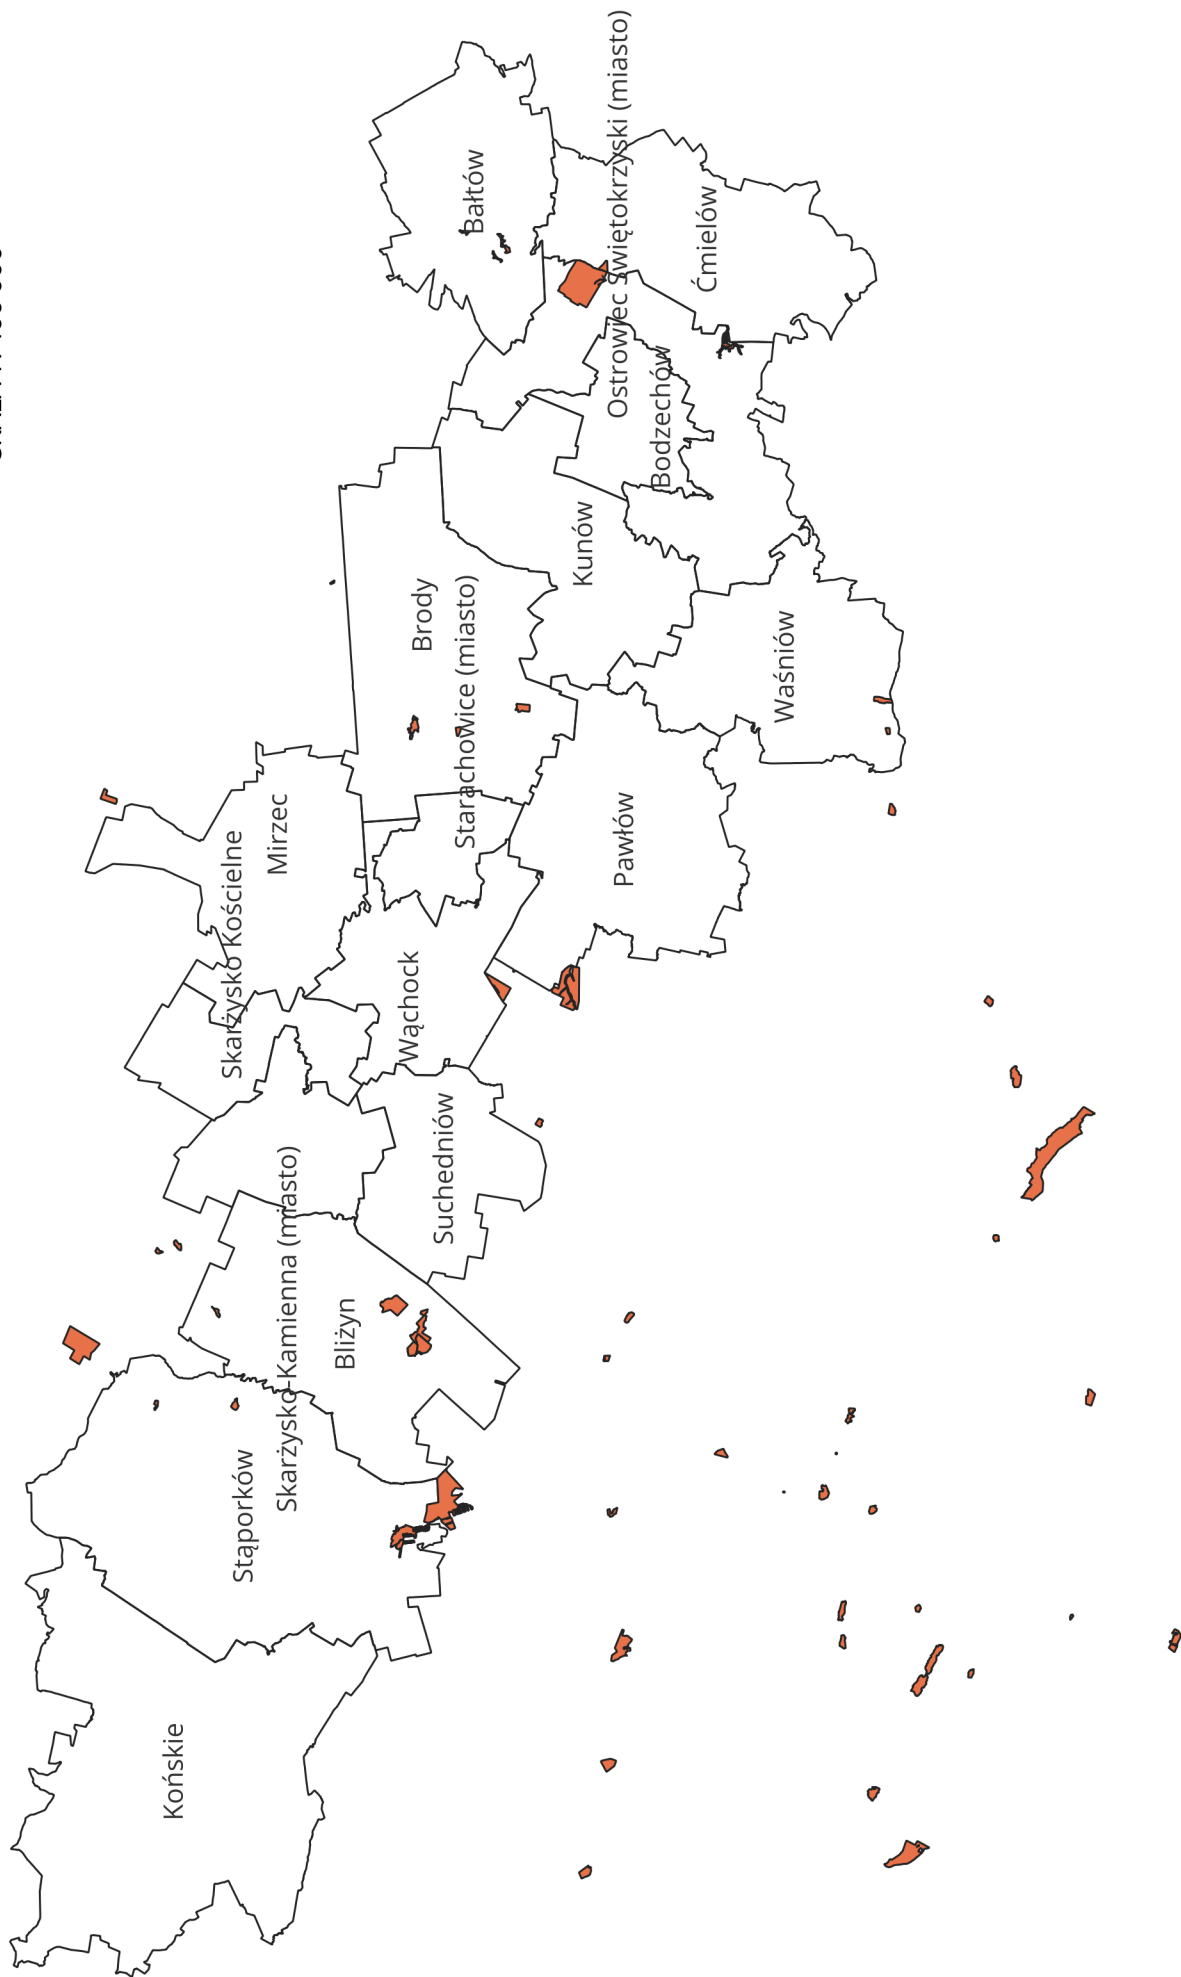 Końskie
Stąporków
Skarżysko-Kamienna (miasto)
Bliżyn
Suchedniów
Skarżysko Kościelne
Wąchock
Mirzec
Starachowice (miasto)
Pawłów
Brody
Waśniów
Kunów
Bodzechów
Ostrowiec Świętokrzyski (miasto)
Ćmielów
Bałtów